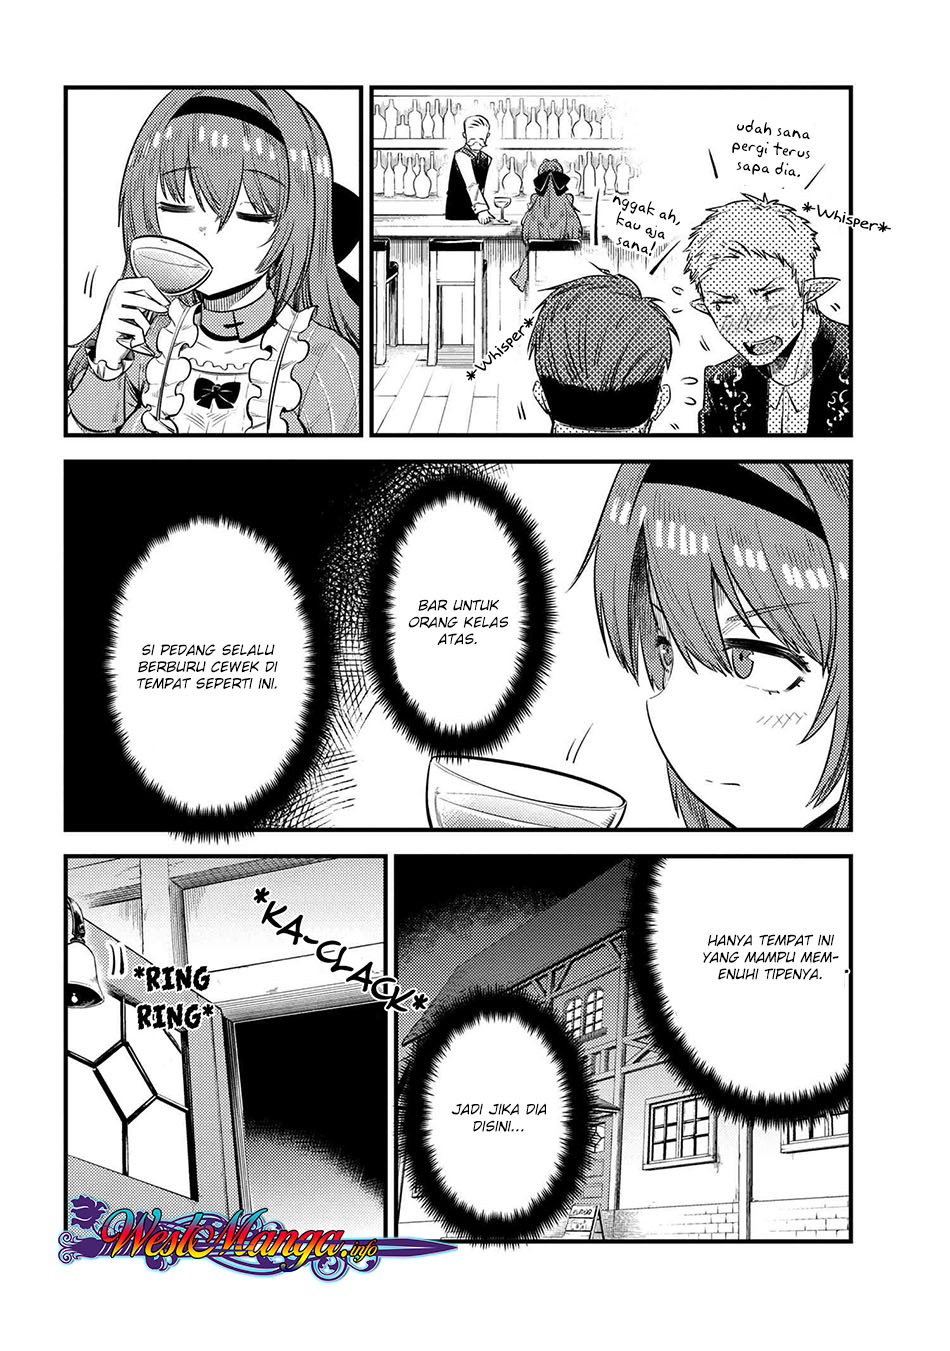 udah sana
pergi terus
sapa dia.
*Whisper*
nggak ah,
kau aja
sana!
*Whisper*
BAR UNTUK
ORANG KELAS
ATAS.
SI PEDANG SELALU
BERBURU CEWEK DI
TEMPAT SEPERTI INI.
HANYA TEMPAT INI
YANG MAMPU MEM-
ENUHI TIPENYA.
JADI JIKA DIA
DISINI...
*KA-CLACK*
*RING
RING*
WestManga.info